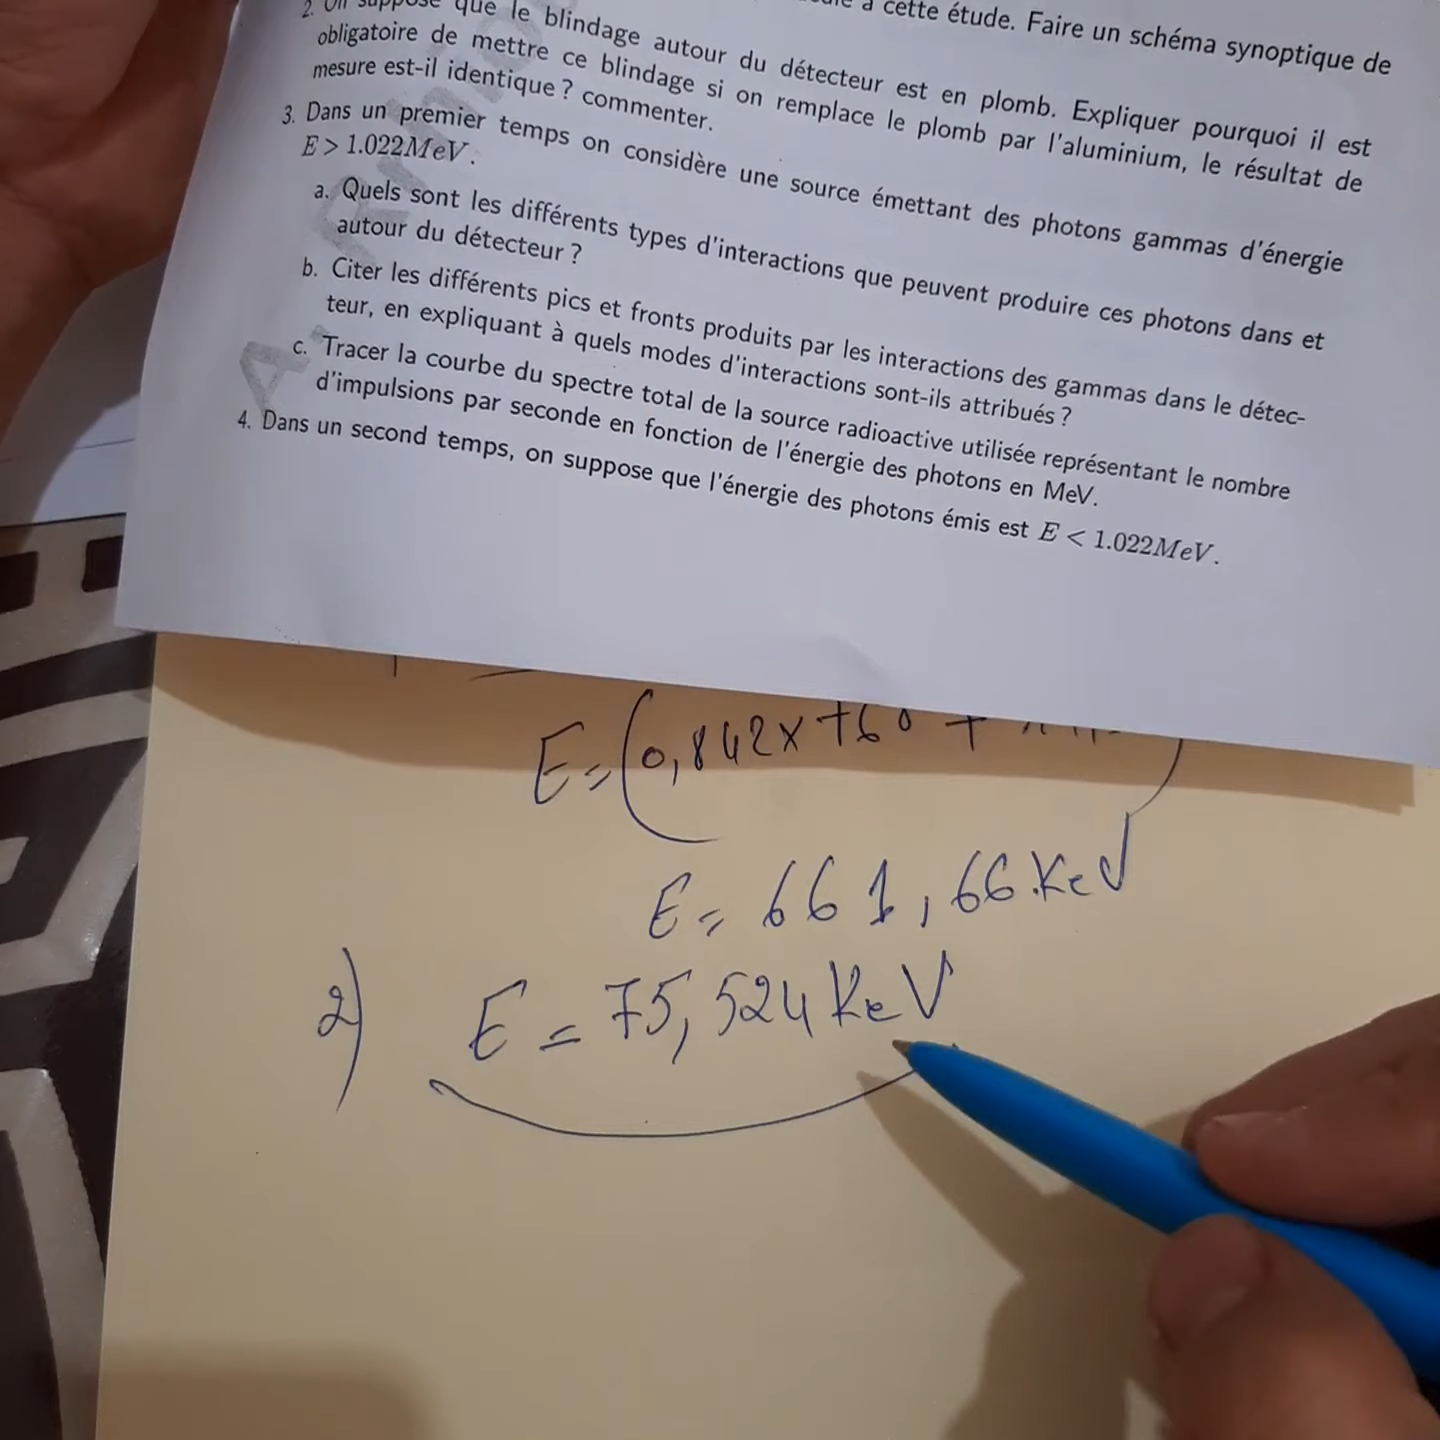 à cette étude. Faire un schéma synoptique de
2. On suppose que le blindage autour du détecteur est en plomb. Expliquer pourquoi il est
obligatoire de mettre ce blindage si on remplace le plomb par l'aluminium, le résultat de
mesure est-il identique ? commenter.
3. Dans un premier temps on considère une source émettant des photons gammas d'énergie
E > 1.022MeV.
a. Quels sont les différents types d'interactions que peuvent produire ces photons dans et
autour du détecteur ?
b. Citer les différents pics et fronts produits par les interactions des gammas dans le détec-
teur, en expliquant à quels modes d'interactions sont-ils attribués ?
c. Tracer la courbe du spectre total de la source radioactive utilisée représentant le nombre
d'impulsions par seconde en fonction de l'énergie des photons en MeV.
4. Dans un second temps, on suppose que l'énergie des photons émis est E < 1.022MeV.
E = (0,842x760 +
E = 661,66 KeV
2) E = 75,524 KeV